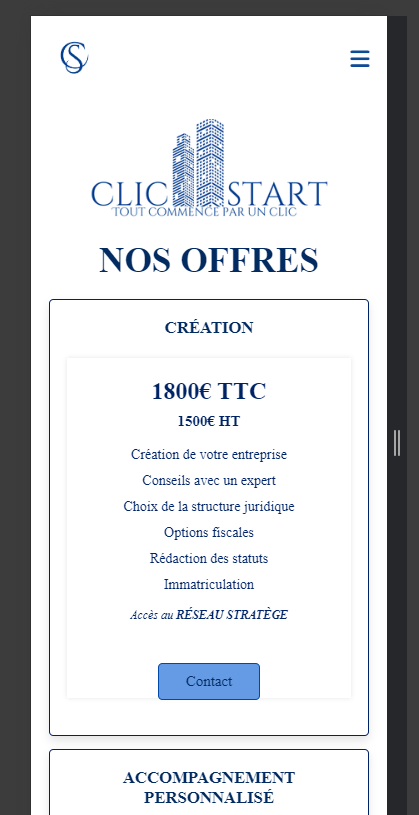 CS
CLIC START
TOUT COMMENCE PAR UN CLIC
NOS OFFRES
CRÉATION
1800€ TTC
1500€ HT
Création de votre entreprise
Conseils avec un expert
Choix de la structure juridique
Options fiscales
Rédaction des statuts
Immatriculation
Accès au RÉSEAU STRATÈGE
Contact
ACCOMPAGNEMENT
PERSONNALISÉ